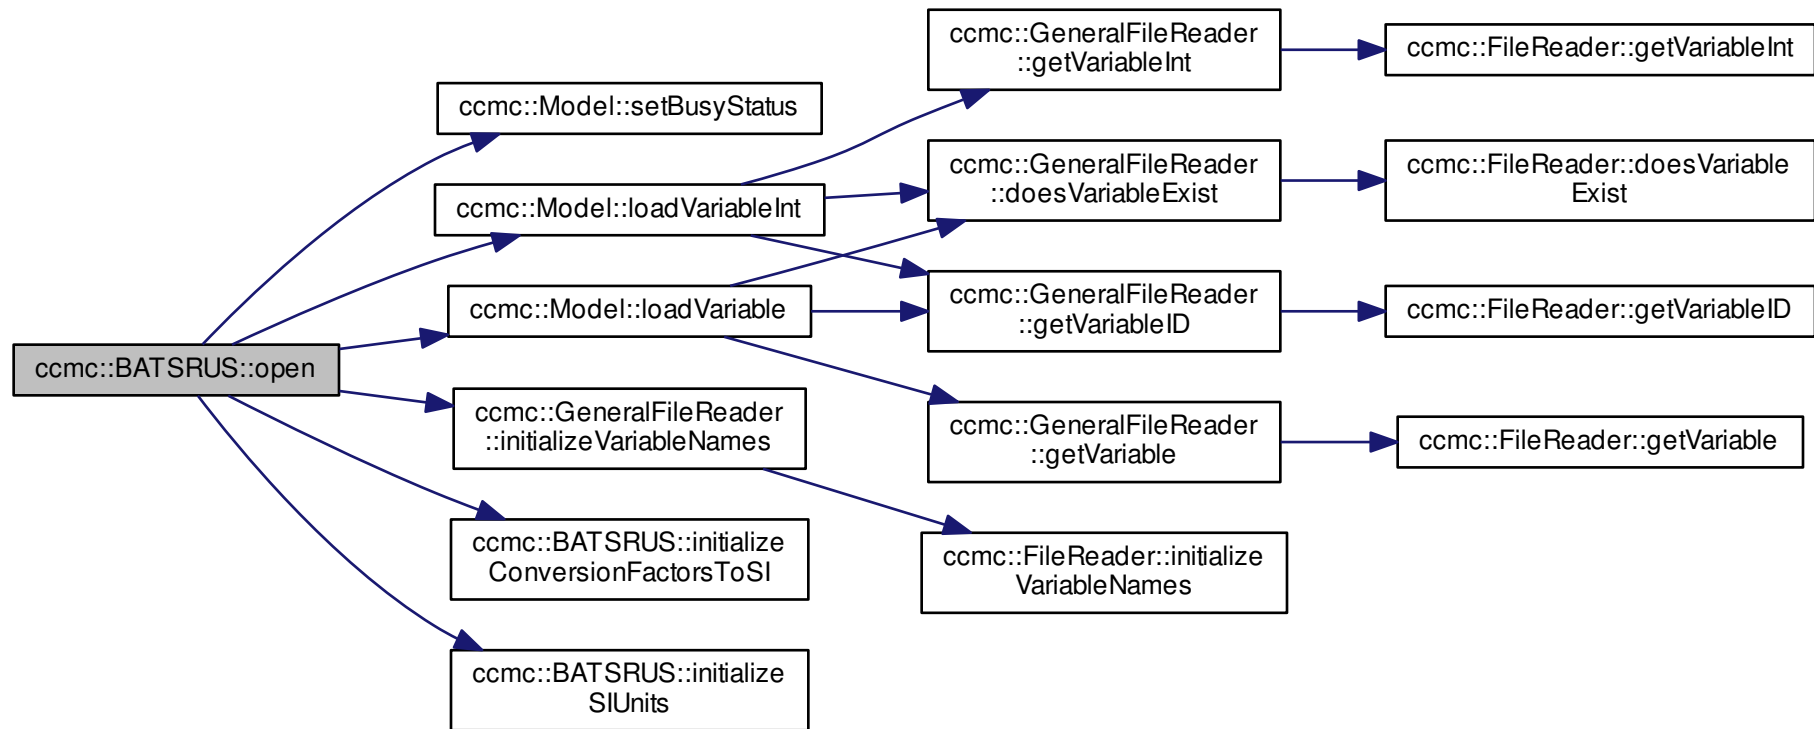 ccmc::BATSRUS::open
ccmc::Model::setBusyStatus
ccmc::Model::loadVariableInt
ccmc::Model::loadVariable
ccmc::GeneralFileReader
::initializeVariableNames
ccmc::BATSRUS::initialize
ConversionFactorsToSI
ccmc::BATSRUS::initialize
SIUnits
ccmc::GeneralFileReader
::getVariableInt
ccmc::GeneralFileReader
::doesVariableExist
ccmc::GeneralFileReader
::getVariableID
ccmc::GeneralFileReader
::getVariable
ccmc::FileReader::initialize
VariableNames
ccmc::FileReader::getVariableInt
ccmc::FileReader::doesVariable
Exist
ccmc::FileReader::getVariableID
ccmc::FileReader::getVariable